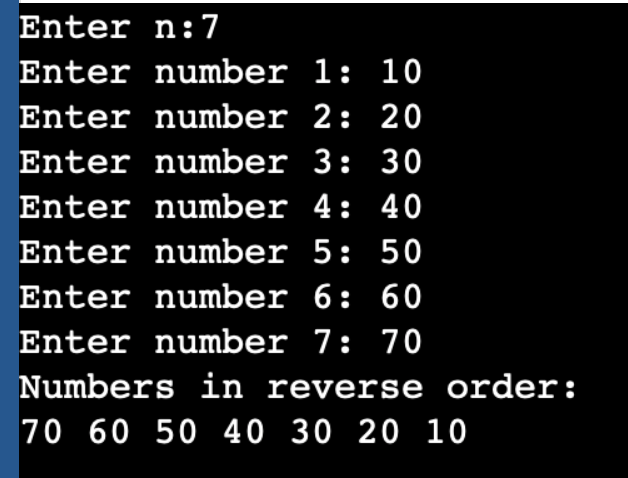 Enter n:7
Enter number 1: 10
Enter number 2: 20
Enter number 3: 30
Enter number 4: 40
Enter number 5: 50
Enter number 6: 60
Enter number 7: 70
Numbers in reverse order:
70 60 50 40 30 20 10